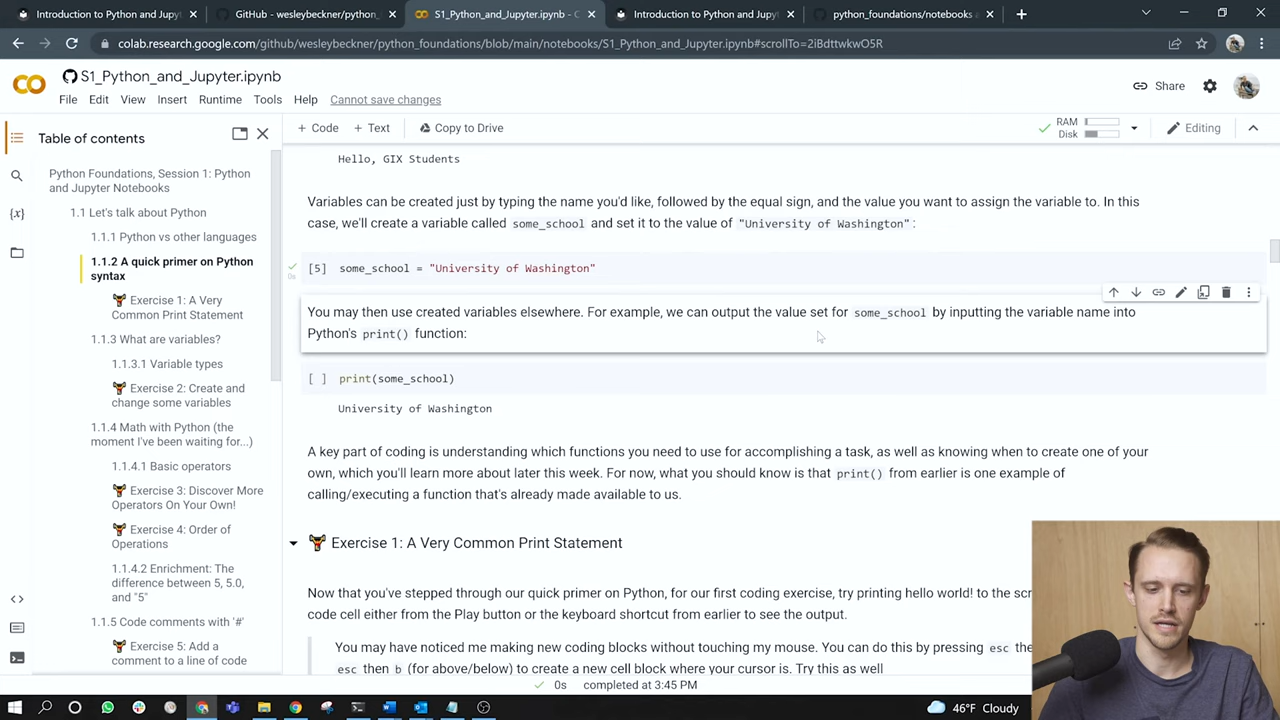 Introduction to Python and Jupyt
GitHub - wesleybeckner/python_
S1_Python_and_Jupyter.ipynb - C
Introduction to Python and Jupyt
python_foundations/notebooks a
colab.research.google.com/github/wesleybeckner/python_foundations/blob/main/notebooks/S1_Python_and_Jupyter.ipynb#scrollTo=2iBdttwkwO5R
S1_Python_and_Jupyter.ipynb
File Edit View Insert Runtime Tools Help Cannot save changes
Share
Table of contents
+ Code + Text Copy to Drive
RAM
Disk
Editing
Python Foundations, Session 1: Python
and Jupyter Notebooks
1.1 Let's talk about Python
1.1.1 Python vs other languages
1.1.2 A quick primer on Python
syntax
Exercise 1: A Very
Common Print Statement
1.1.3 What are variables?
1.1.3.1 Variable types
Exercise 2: Create and
change some variables
1.1.4 Math with Python (the
moment I've been waiting for...)
1.1.4.1 Basic operators
Exercise 3: Discover More
Operators On Your Own!
Exercise 4: Order of
Operations
1.1.4.2 Enrichment: The
difference between 5, 5.0,
and "5"
1.1.5 Code comments with '#'
Exercise 5: Add a
comment to a line of code
Hello, GIX Students
Variables can be created just by typing the name you'd like, followed by the equal sign, and the value you want to assign the variable to. In this
case, we'll create a variable called some_school and set it to the value of "University of Washington":
[5] some_school = "University of Washington"
0s
You may then use created variables elsewhere. For example, we can output the value set for some_school by inputting the variable name into
Python's print() function:
[ ] print(some_school)
University of Washington
A key part of coding is understanding which functions you need to use for accomplishing a task, as well as knowing when to create one of your
own, which you'll learn more about later this week. For now, what you should know is that print() from earlier is one example of
calling/executing a function that's already made available to us.
Exercise 1: A Very Common Print Statement
Now that you've stepped through our quick primer on Python, for our first coding exercise, try printing hello world! to the scr
code cell either from the Play button or the keyboard shortcut from earlier to see the output.
You may have noticed me making new coding blocks without touching my mouse. You can do this by pressing esc the
esc then b (for above/below) to create a new cell block where your cursor is. Try this as well
0s completed at 3:45 PM
46°F Cloudy